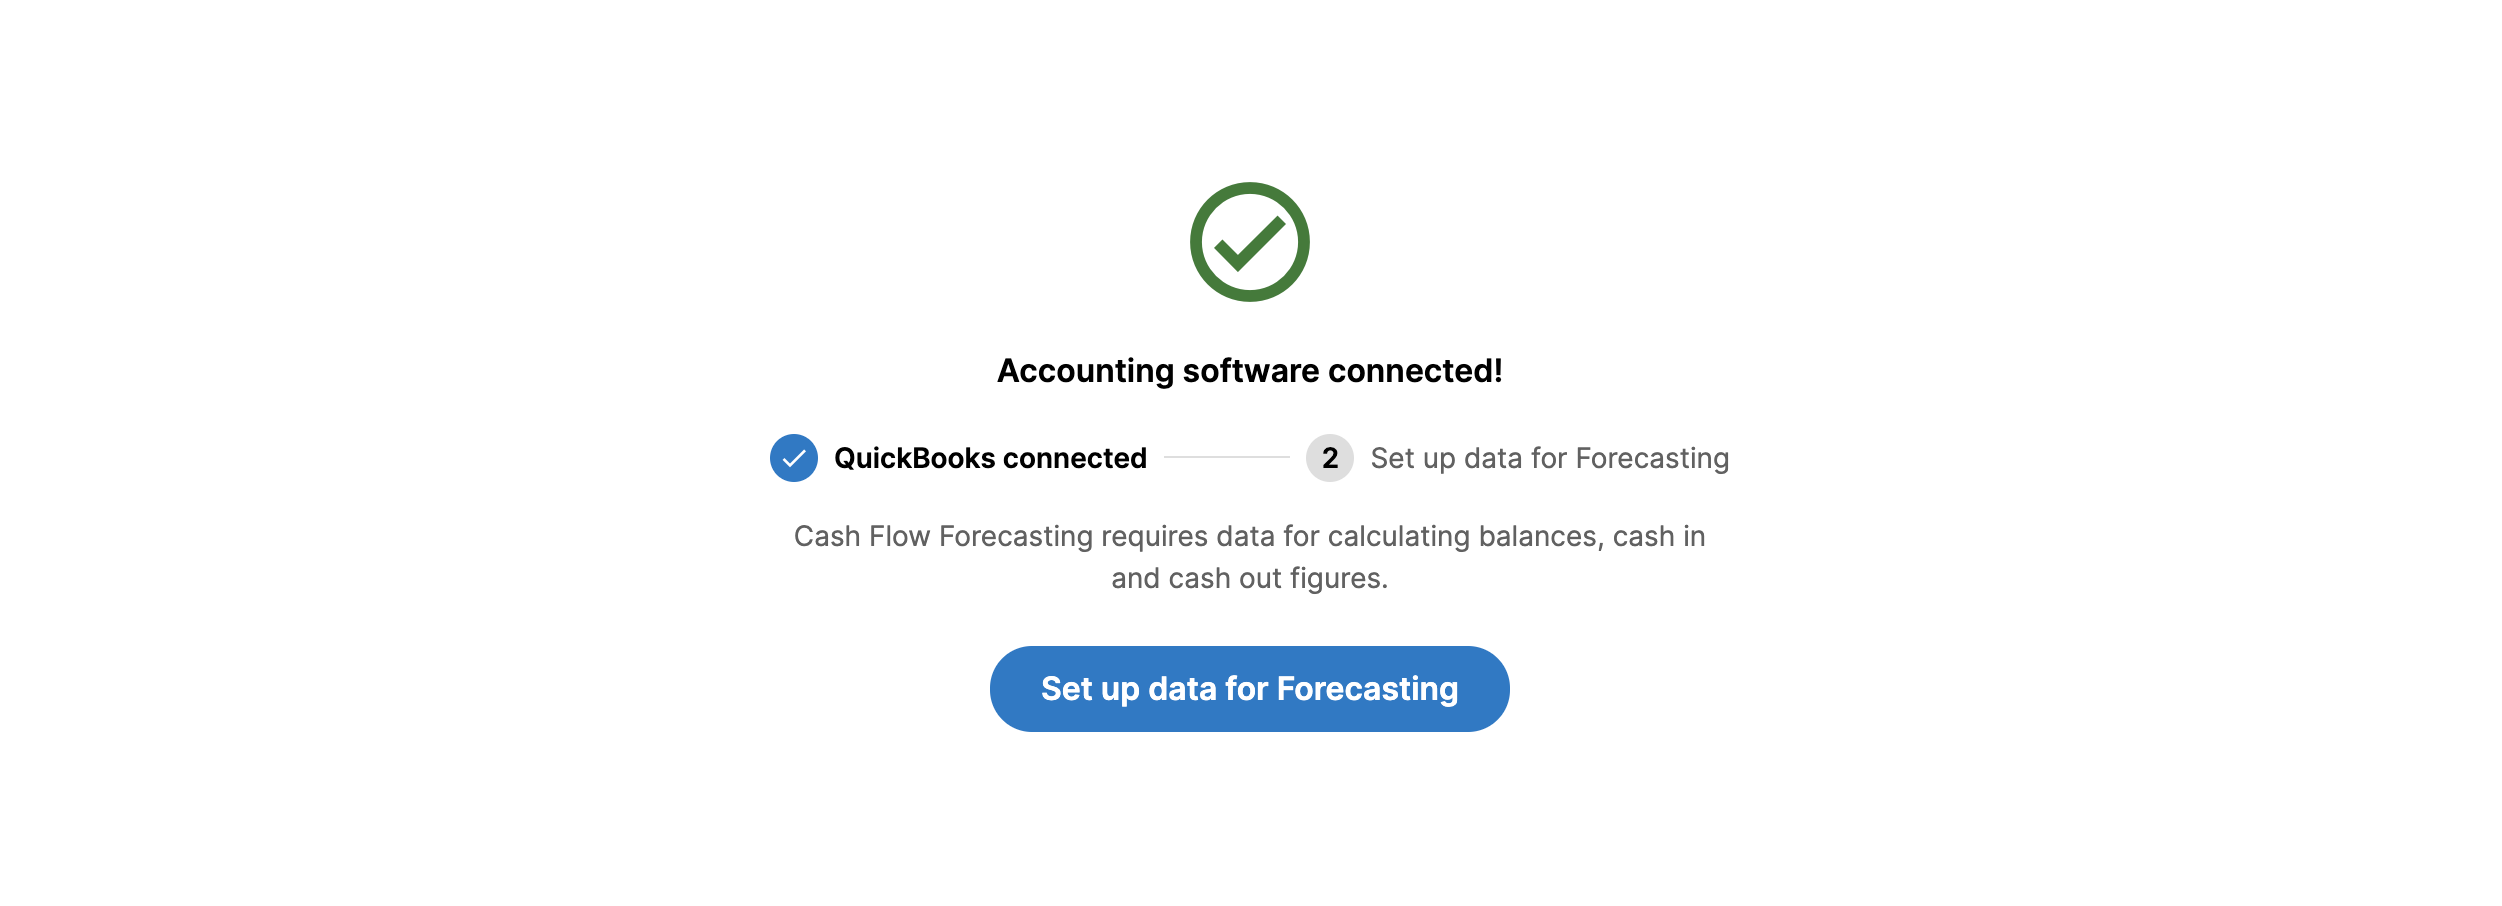 Accounting software connected!
QuickBooks connected
2 Set up data for Forecasting
Cash Flow Forecasting requires data for calculating balances, cash in
and cash out figures.
Set up data for Forecasting